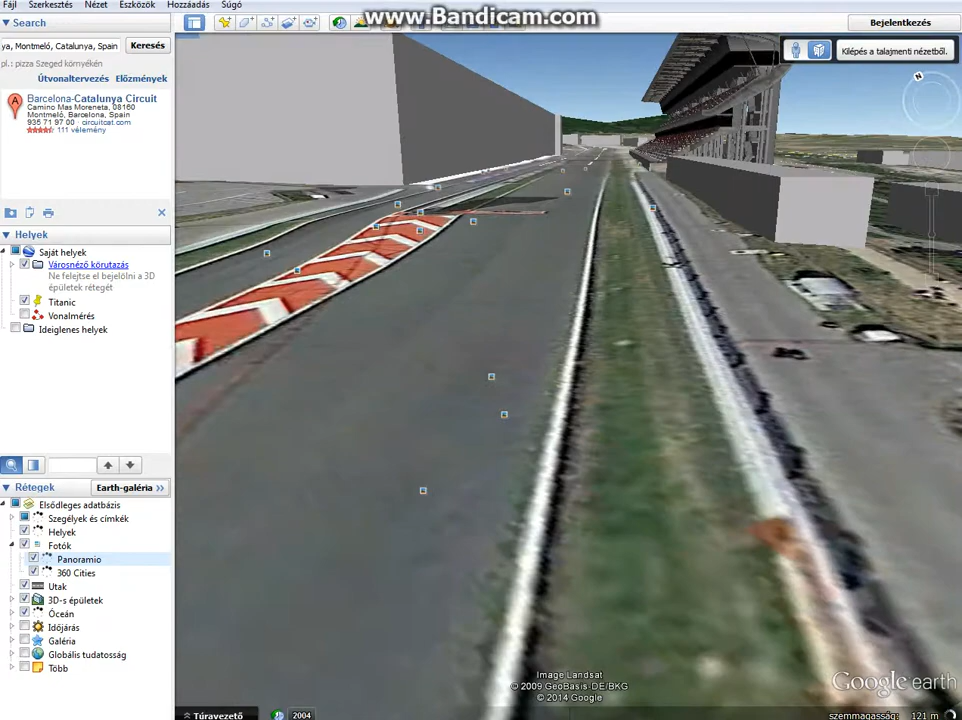 Fájl Szerkesztés Nézet Eszközök Hozzáadás Súgó
www.Bandicam.com
Search
Bejelentkezés
ya, Montmeló, Catalunya, Spain Keresés
pl.: pizza Szeged környékén
Útvonaltervezés Előzmények
Kilépés a talajmenti nézetből.
N
A
Barcelona-Catalunya Circuit
Camino Mas Moreneta, 08160
Montmeló, Barcelona, Spain
935 71 97 00 · circuitcat.com
111 vélemény
Helyek
Saját helyek
Városnéző körutazás
Ne felejtse el bejelölni a 3D
épületek rétegét
Titanic
Vonalmérés
Ideiglenes helyek
Rétegek
Earth-galéria >>
Elsődleges adatbázis
Szegélyek és címkék
Helyek
Fotók
Panoramio
360 Cities
Utak
3D-s épületek
Óceán
Időjárás
Galéria
Globális tudatosság
Több
Image Landsat
© 2009 GeoBasis-DE/BKG
© 2014 Google
Google earth
Túravezető
2004
szemmagasság: 121 m